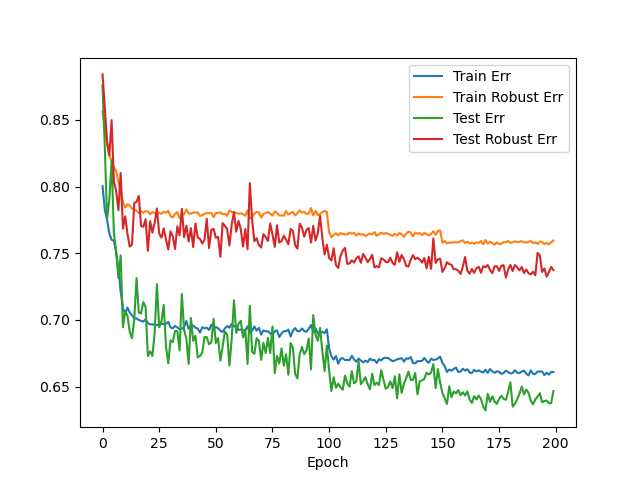 Train Err
Train Robust Err
Test Err
Test Robust Err
0.85
0.80
0.75
0.70
0.65
0 25 50 75 100 125 150 175 200
Epoch